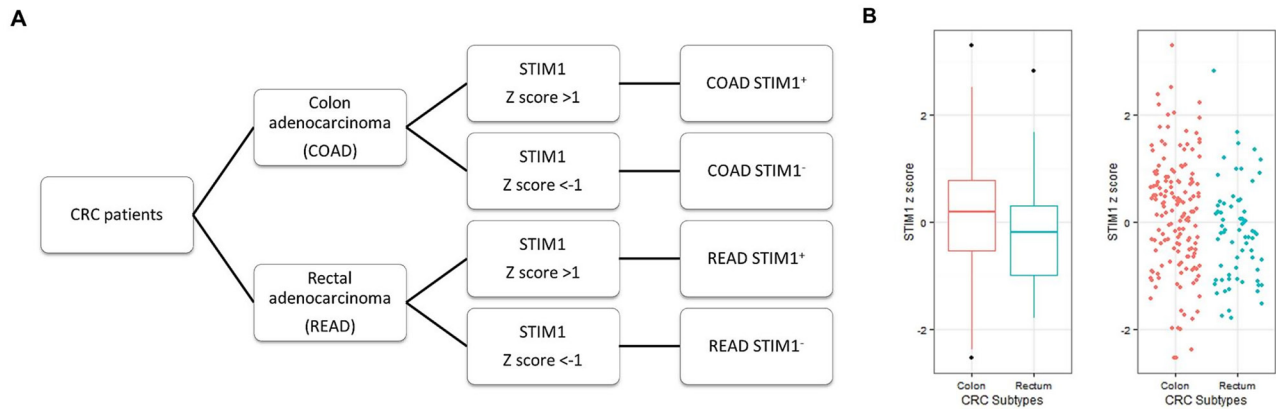 A
CRC patients
Colon
adenocarcinoma
(COAD)
Rectal
adenocarcinoma
(READ)
STIM1
Z score >1
STIM1
Z score <-1
STIM1
Z score >1
STIM1
Z score <-1
COAD STIM1⁺
COAD STIM1⁻
READ STIM1⁺
READ STIM1⁻
B
STIM1 z score
2
0
-2
Colon Rectum
CRC Subtypes
STIM1 z score
2
0
-2
Colon Rectum
CRC Subtypes